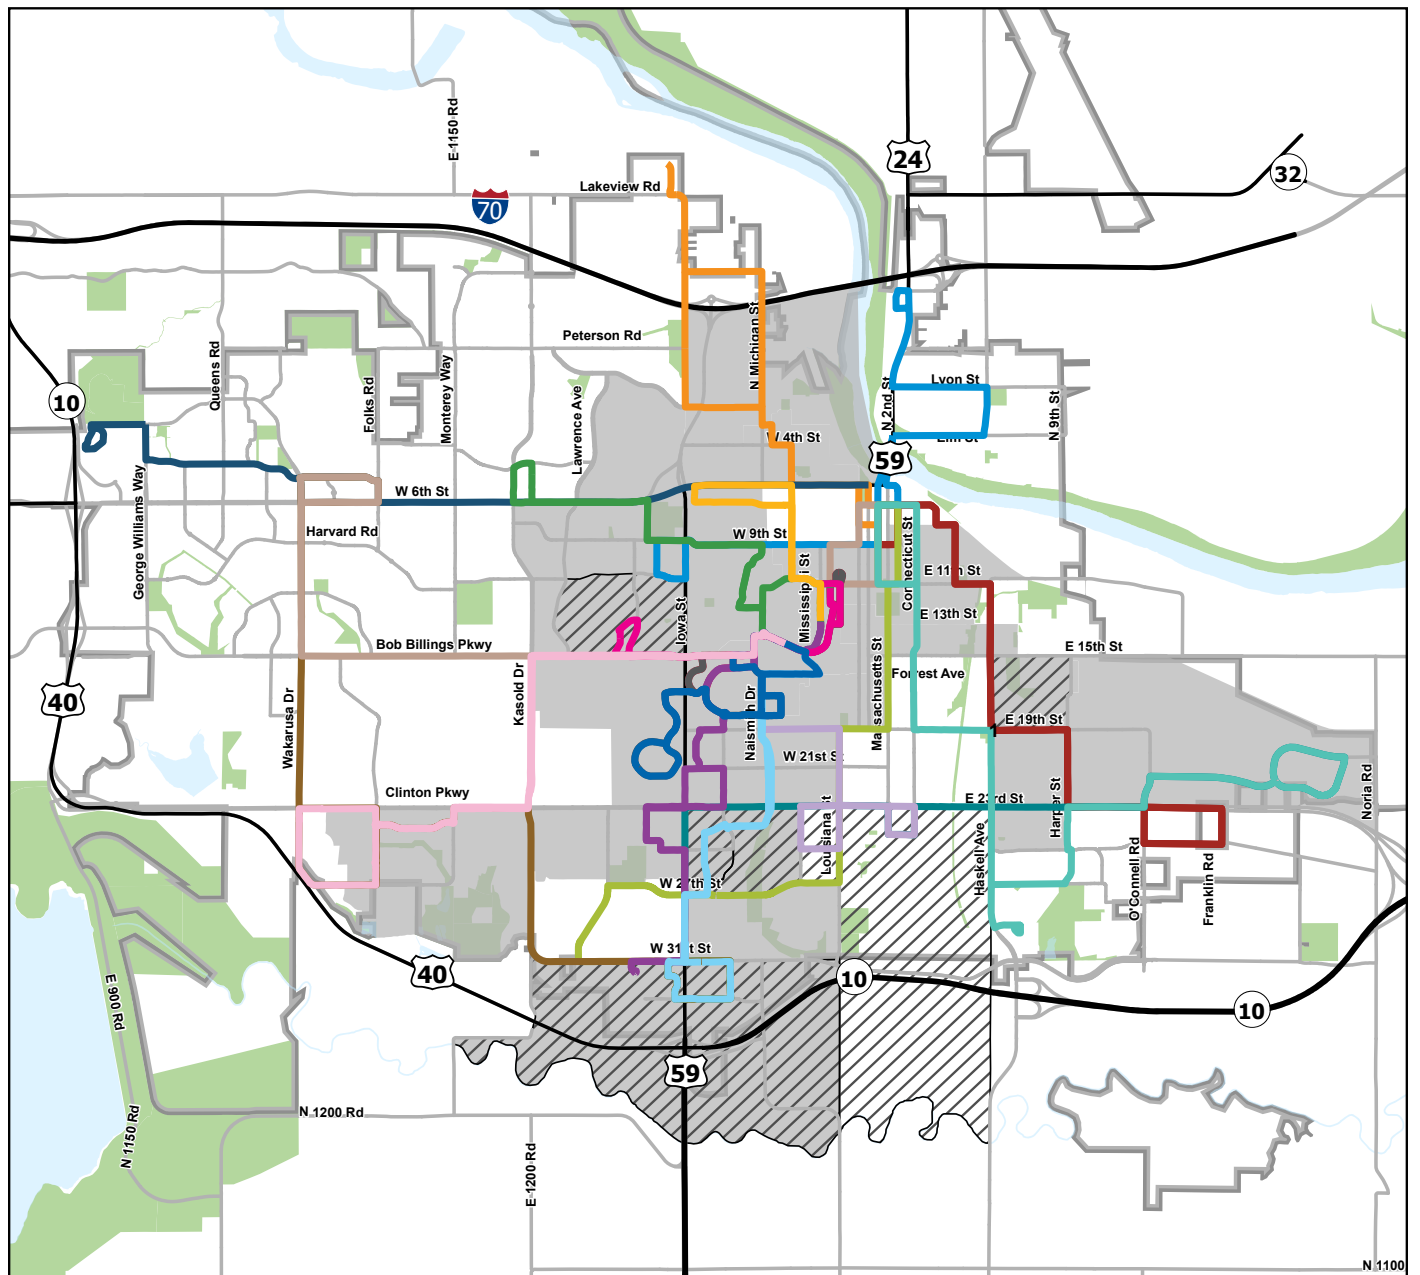 E 1150 Rd
24
32
Lakeview Rd
70
Peterson Rd
N Michigan St
Queens Rd
Folks Rd
Monterey Way
Lawrence Ave
N 2nd St
Lyon St
N 9th St
10
W 4th St
Elm St
59
George Williams Way
W 6th St
Harvard Rd
W 9th St
Connecticut St
Mississippi St
E 11th St
E 13th St
Iowa St
Bob Billings Pkwy
E 15th St
Massachusetts St
Forrest Ave
40
Wakarusa Dr
Kasold Dr
Naismith Dr
E 19th St
W 21st St
Clinton Pkwy
E 23rd St
Noria Rd
Harper St
Louisiana St
Haskell Ave
O'Connell Rd
Franklin Rd
W 27th St
W 31st St
40
10
10
E 900 Rd
59
N 1150 Rd
N 1200 Rd
E 1200 Rd
N 1100